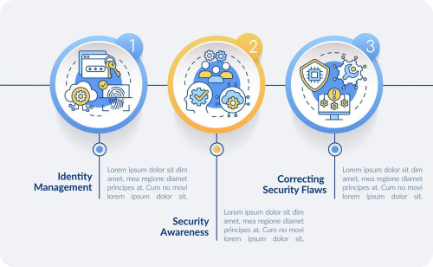 1
2
3
Identity
Management
Lorem ipsum dolor sit dim
amet, mea regione diamet
principes at. Cum no movi
lorem ipsum dolor sit.
Security
Awareness
Lorem ipsum dolor sit dim
amet, mea regione diamet
principes at. Cum no movi
lorem ipsum dolor sit.
Correcting
Security Flaws
Lorem ipsum dolor sit dim
amet, mea regione diamet
principes at. Cum no movi
lorem ipsum dolor sit.